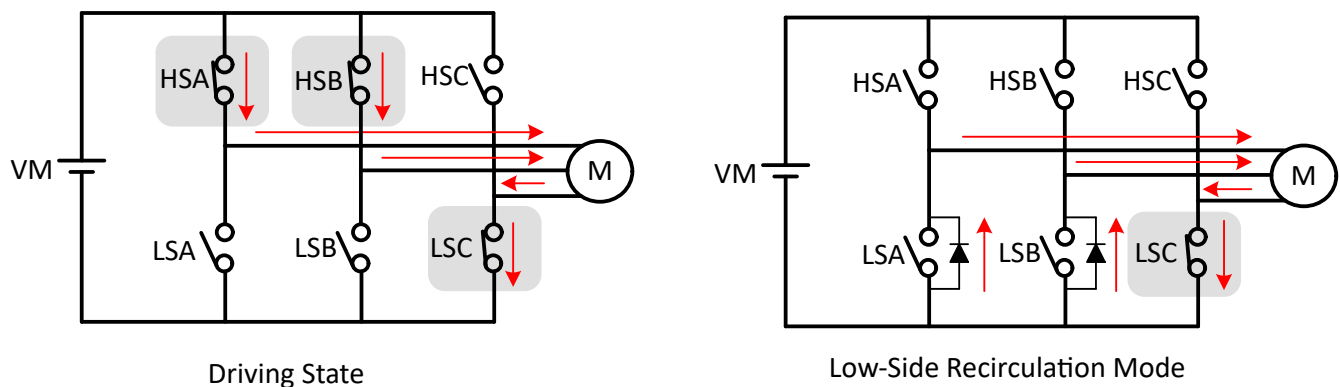 HSA
HSB
HSC
VM
M
LSA
LSB
LSC
Driving State
HSA
HSB
HSC
VM
M
LSA
LSB
LSC
Low-Side Recirculation Mode